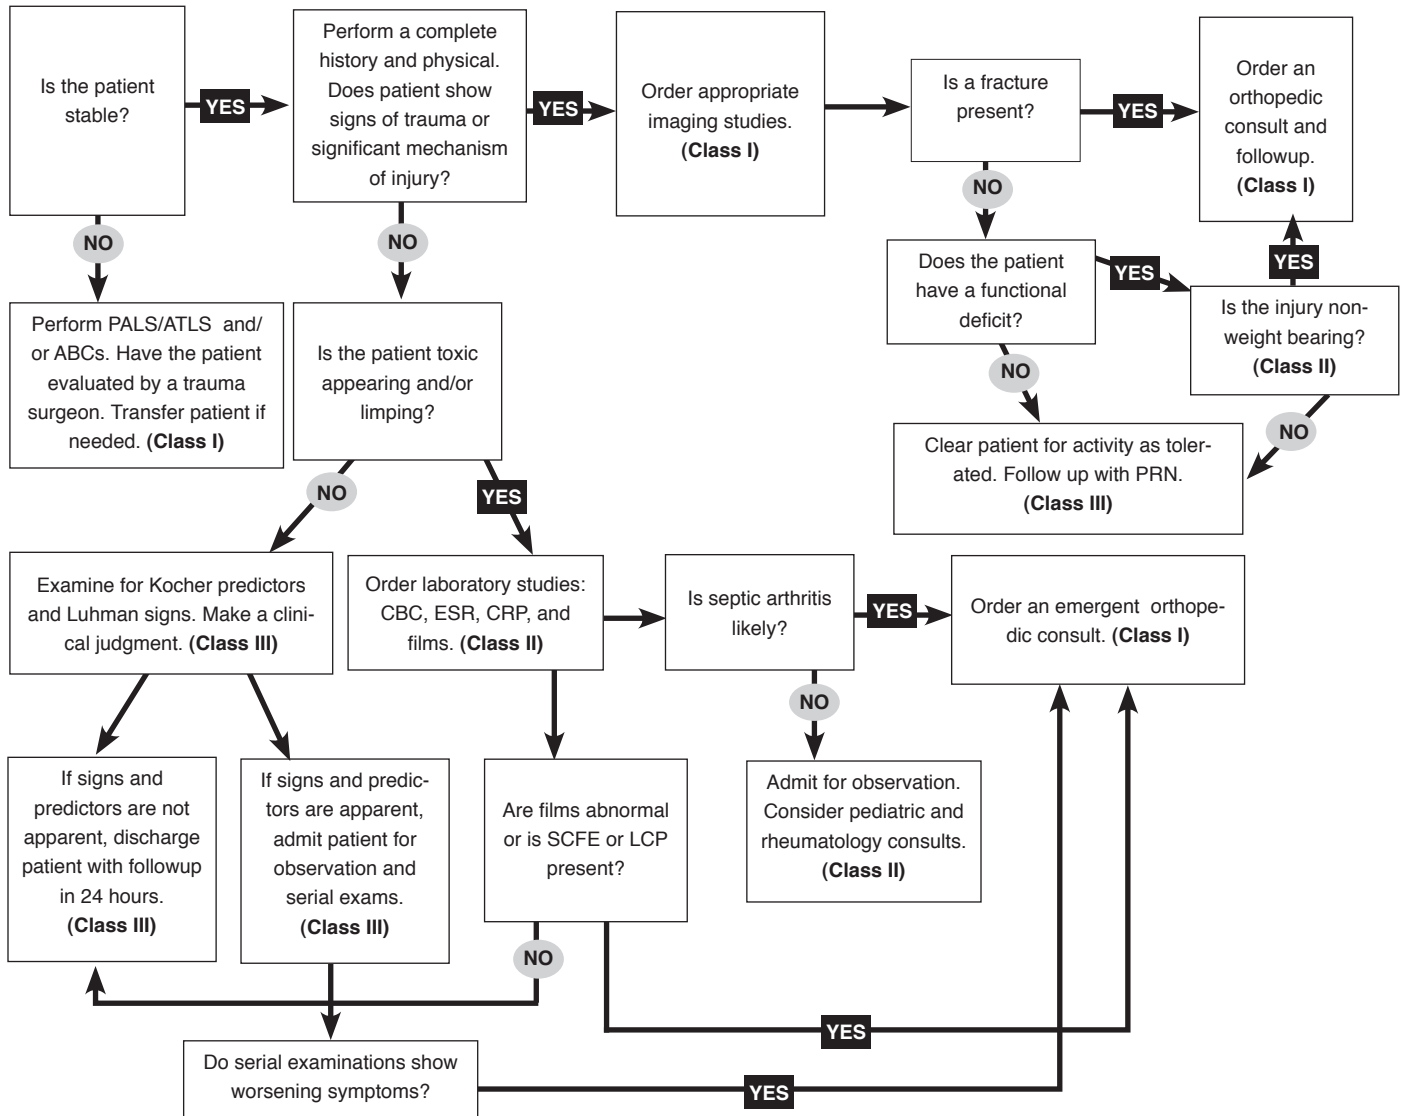 Is the patient
stable?
YES
NO
Perform a complete
history and physical.
Does patient show
signs of trauma or
significant mechanism
of injury?
YES
NO
Order appropriate
imaging studies.
(Class I)
Is a fracture
present?
YES
NO
Order an
orthopedic
consult and
followup.
(Class I)
Perform PALS/ATLS and/
or ABCs. Have the patient
evaluated by a trauma
surgeon. Transfer patient if
needed. (Class I)
Is the patient toxic
appearing and/or
limping?
NO
YES
Does the patient
have a functional
deficit?
YES
NO
Is the injury non-
weight bearing?
(Class II)
YES
NO
Clear patient for activity as toler-
ated. Follow up with PRN.
(Class III)
Examine for Kocher predictors
and Luhman signs. Make a clini-
cal judgment. (Class III)
Order laboratory studies:
CBC, ESR, CRP, and
films. (Class II)
Is septic arthritis
likely?
YES
NO
Order an emergent orthope-
dic consult. (Class I)
If signs and
predictors are not
apparent, discharge
patient with followup
in 24 hours.
(Class III)
If signs and predic-
tors are apparent,
admit patient for
observation and
serial exams.
(Class III)
Are films abnormal
or is SCFE or LCP
present?
NO
YES
Admit for observation.
Consider pediatric and
rheumatology consults.
(Class II)
Do serial examinations show
worsening symptoms?
YES